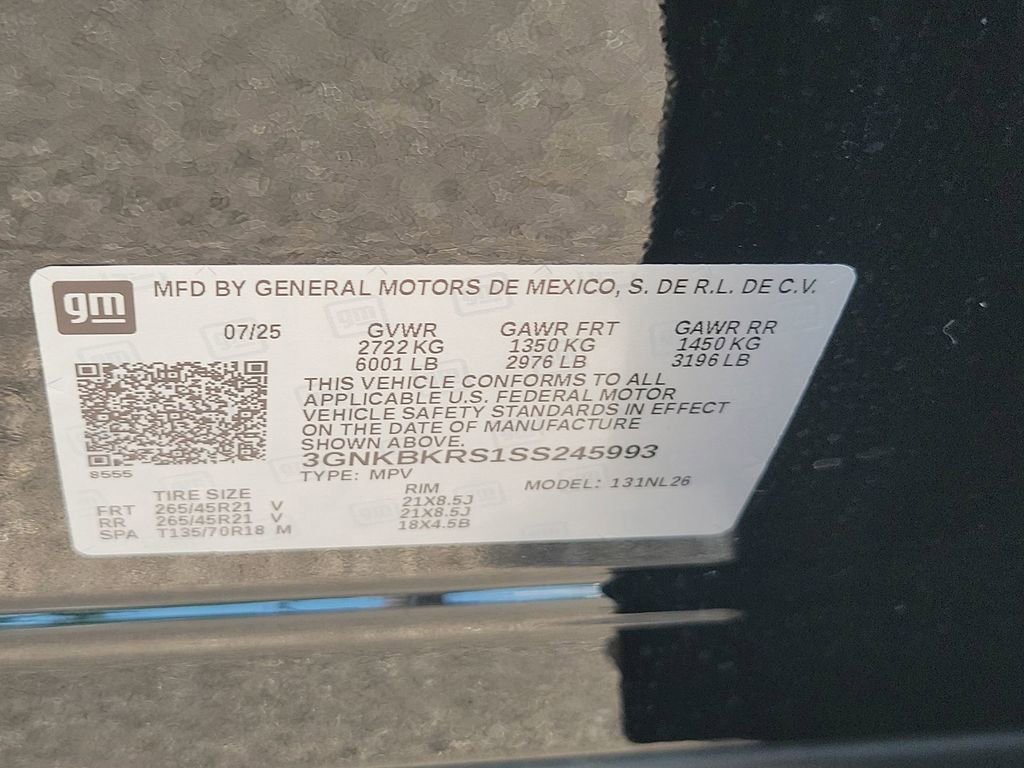 gm
MFD BY GENERAL MOTORS DE MEXICO, S. DE R.L. DE C.V.
07/25 GVWR GAWR FRT GAWR RR
2722 KG 1350 KG 1450 KG
6001 LB 2976 LB 3196 LB
THIS VEHICLE CONFORMS TO ALL
APPLICABLE U.S. FEDERAL MOTOR
VEHICLE SAFETY STANDARDS IN EFFECT
ON THE DATE OF MANUFACTURE
SHOWN ABOVE.
3GNKBKRS1SS245993
8555
TYPE: MPV MODEL: 131NL26
TIRE SIZE RIM
FRT 265/45R21 V 21X8.5J
RR 265/45R21 V 21X8.5J
SPA T135/70R18 M 18X4.5B